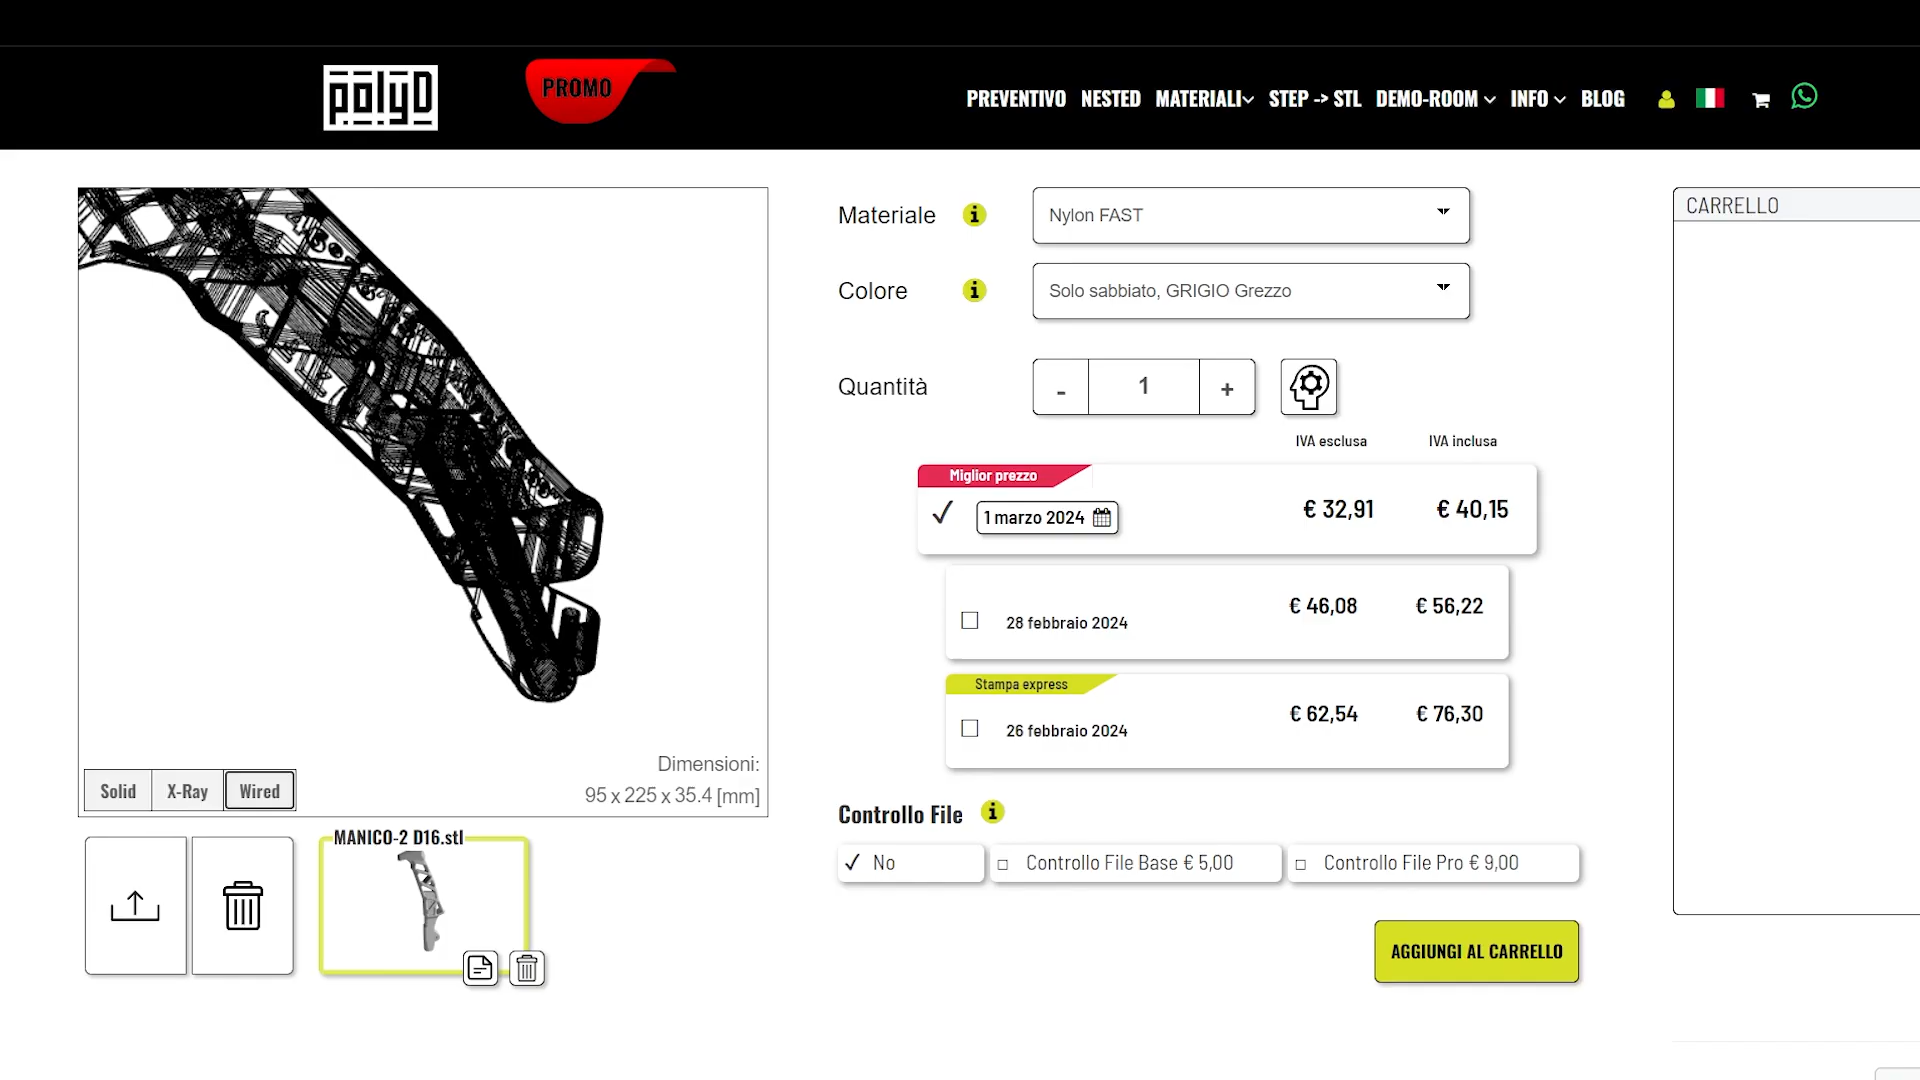 polyD
PROMO
PREVENTIVO NESTED MATERIALI STEP -> STL DEMO-ROOM INFO BLOG
Materiale
Nylon FAST
Colore
Solo sabbiato, GRIGIO Grezzo
Quantità
- 1 +
IVA esclusa IVA inclusa
Miglior prezzo
1 marzo 2024 € 32,91 € 40,15
28 febbraio 2024 € 46,08 € 56,22
Stampa express
26 febbraio 2024 € 62,54 € 76,30
Dimensioni:
95 x 225 x 35.4 [mm]
Solid X-Ray Wired
MANICO-2 D16.stl
Controllo File
No Controllo File Base € 5,00 Controllo File Pro € 9,00
AGGIUNGI AL CARRELLO
CARRELLO